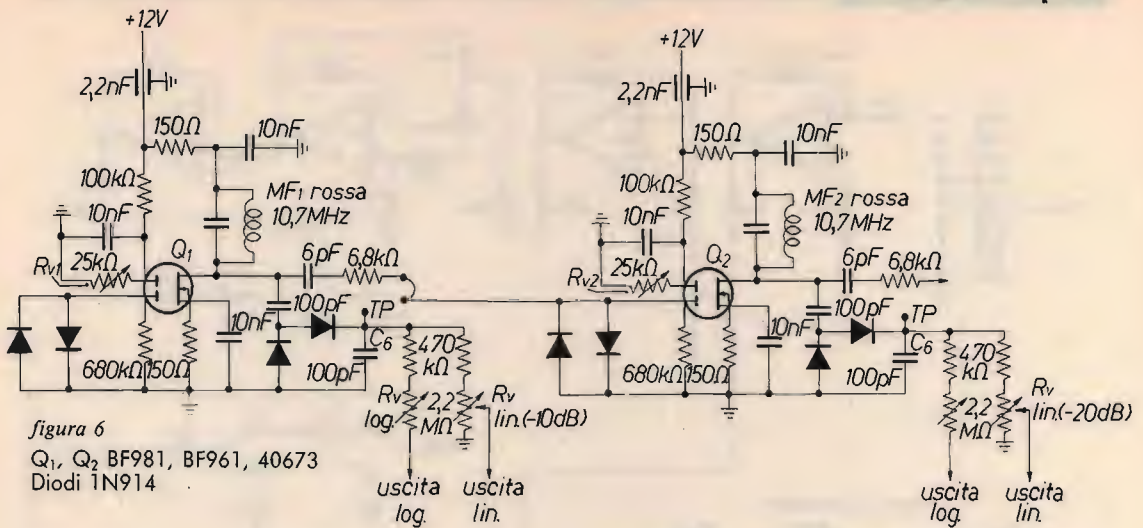 +12V
2,2nF
150Ω
10nF
100kΩ
10nF
MF1 rossa
10,7MHz
Q1
Rv1
25kΩ
6pF
6,8kΩ
100pF
TP
10nF
C6
680kΩ
150Ω
100pF
470
kΩ
Rv
log.
2,2
MΩ
Rv
lin.(-10dB)
uscita
log.
uscita
lin.
+12V
2,2nF
150Ω
10nF
100kΩ
10nF
MF2 rossa
10,7MHz
Q2
Rv2
25kΩ
6pF
6,8kΩ
100pF
TP
10nF
C6
680kΩ
150Ω
100pF
470
kΩ
2,2
MΩ
Rv
lin.(-20dB)
uscita
log.
uscita
lin.
figura 6
Q1, Q2 BF981, BF961, 40673
Diodi 1N914